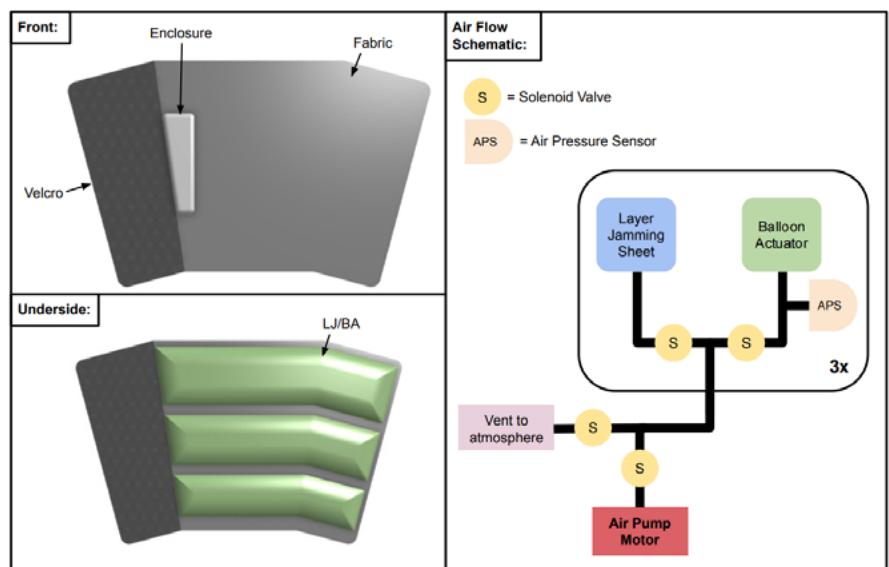 Front:
Enclosure
Fabric
Velcro
Underside:
LJ/BA
Air Flow
Schematic:
S
= Solenoid Valve
APS
= Air Pressure Sensor
Layer
Jamming
Sheet
Balloon
Actuator
APS
S
S
3x
Vent to
atmosphere
S
S
Air Pump
Motor